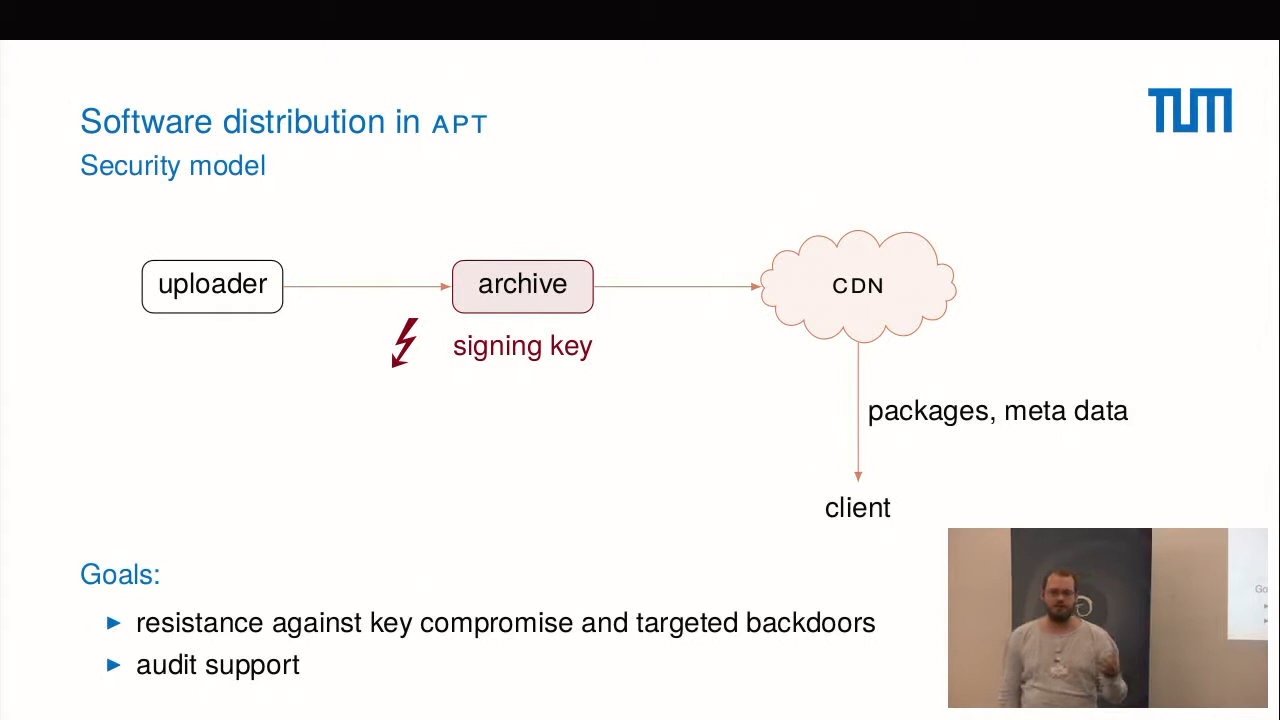 Software distribution in APT
TUM
Security model
uploader
archive
CDN
signing key
packages, meta data
client
Goals:
► resistance against key compromise and targeted backdoors
► audit support
Go